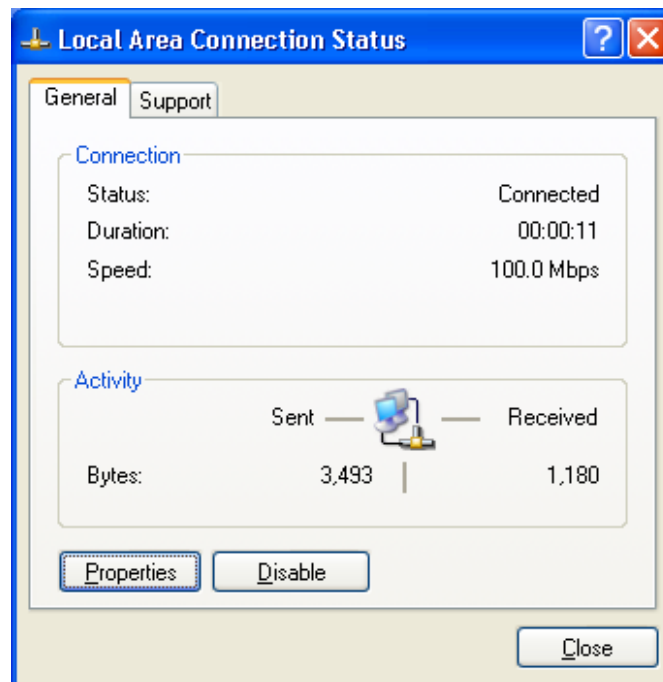 Local Area Connection Status
General Support
Connection
Status: Connected
Duration: 00:00:11
Speed: 100.0 Mbps
Activity
Sent Received
Bytes: 3,493 1,180
Properties Disable
Close